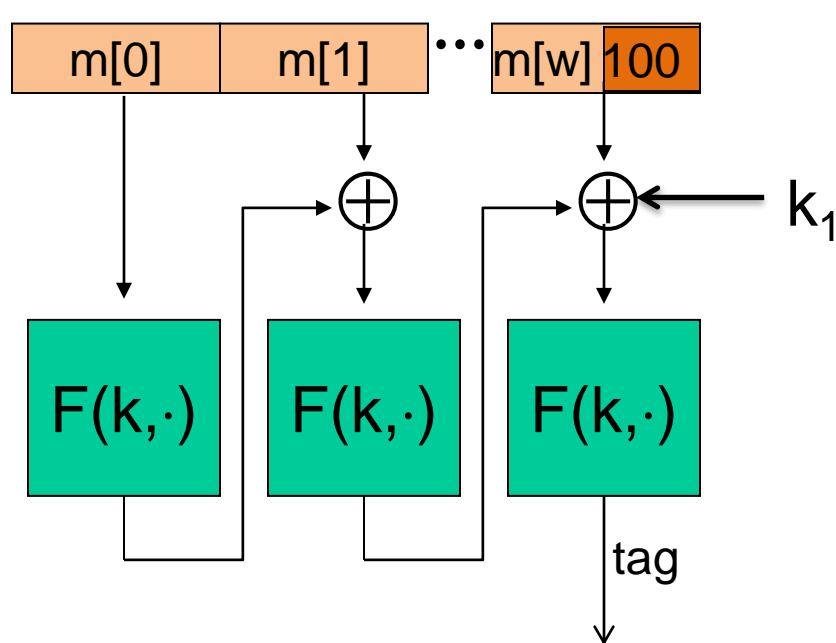 m[0] m[1] ••• m[w] 100
k₁
F(k,·) F(k,·) F(k,·)
tag